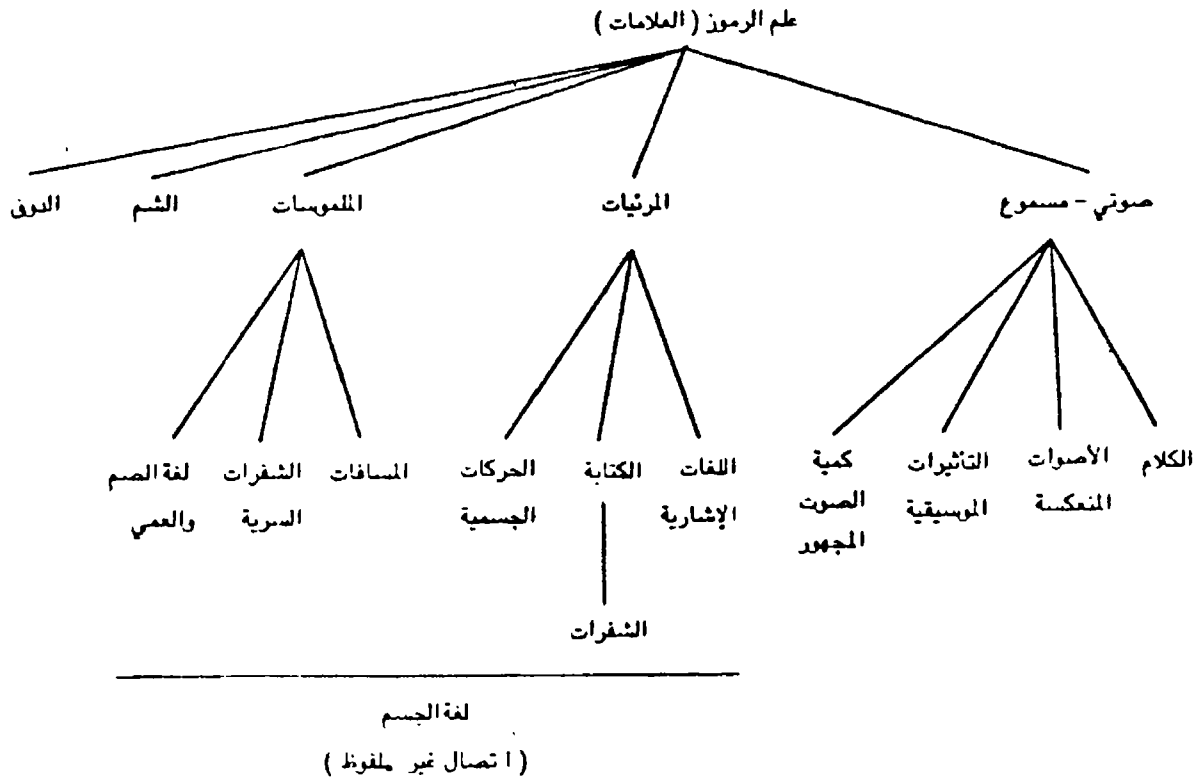 علم الرموز (العلامات)
صوتي - مسموع
المرئيات
الملموسات
الشم
الذوق
الكلام
الأصوات
المنعكسة
التأثيرات
الموسيقية
كمية
الصوت
المجهور
اللغات
الإشارية
الكتابة
الحركات
الجسمية
المسافات
الشفرات
السرية
لغة الصم
والعمي
الشفرات
لغة الجسم
(اتصال غير ملفوظ)